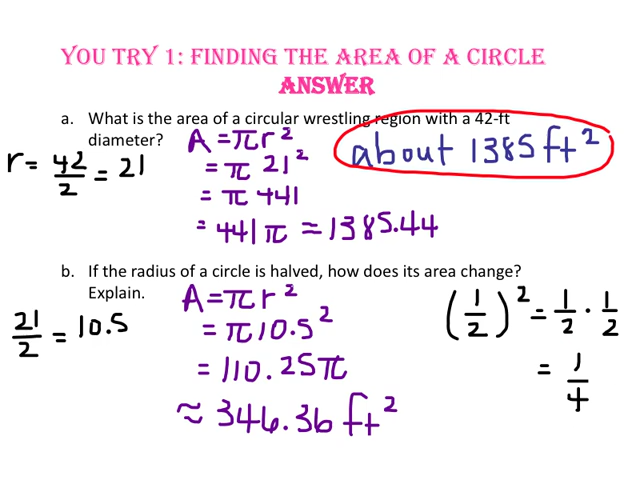 YOU TRY 1: FINDING THE AREA OF A CIRCLE
ANSWER
a. What is the area of a circular wrestling region with a 42-ft
diameter?
A = πr²
about 1385 ft²
r = 42/2 = 21
= π 21²
= π 441
= 441π = 1385.44
b. If the radius of a circle is halved, how does its area change?
Explain.
A = πr²
(1/2)² = 1/2 · 1/2
21/2 = 10.5
= π10.5²
= 110.25π
= 1/4
≈ 346.36 ft²